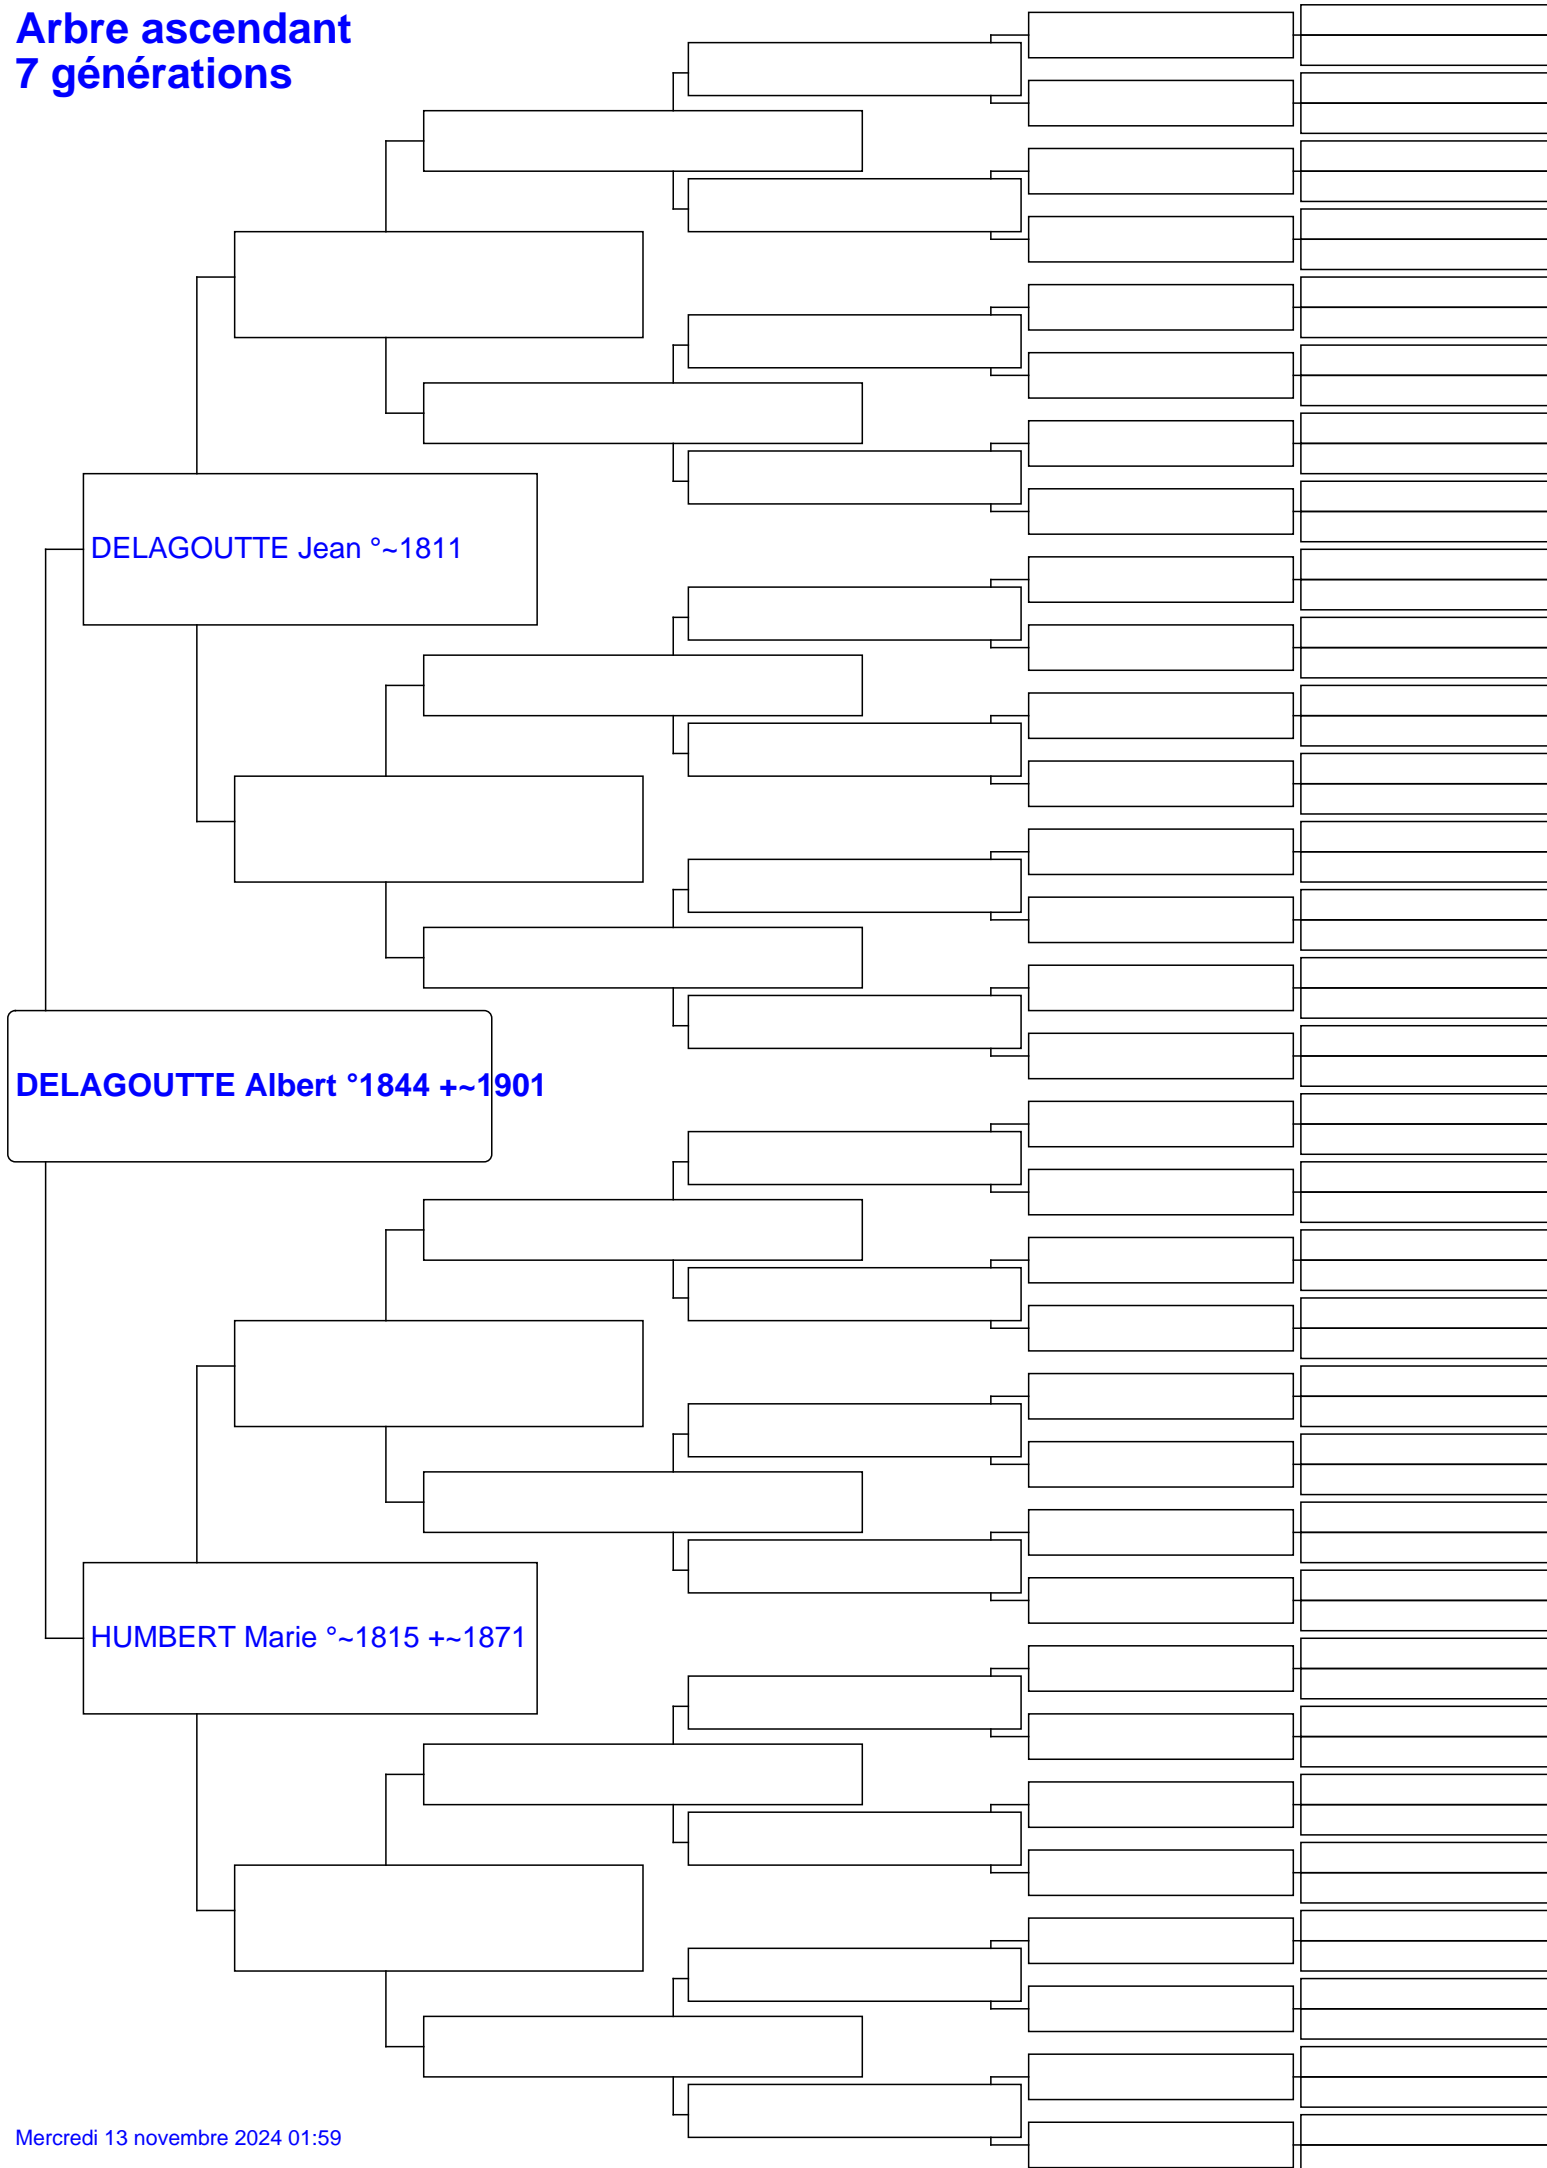 Arbre ascendant
7 générations
DELAGOUTTE Jean °~1811
DELAGOUTTE Albert °1844 +~1901
HUMBERT Marie °~1815 +~1871
Mercredi 13 novembre 2024 01:59